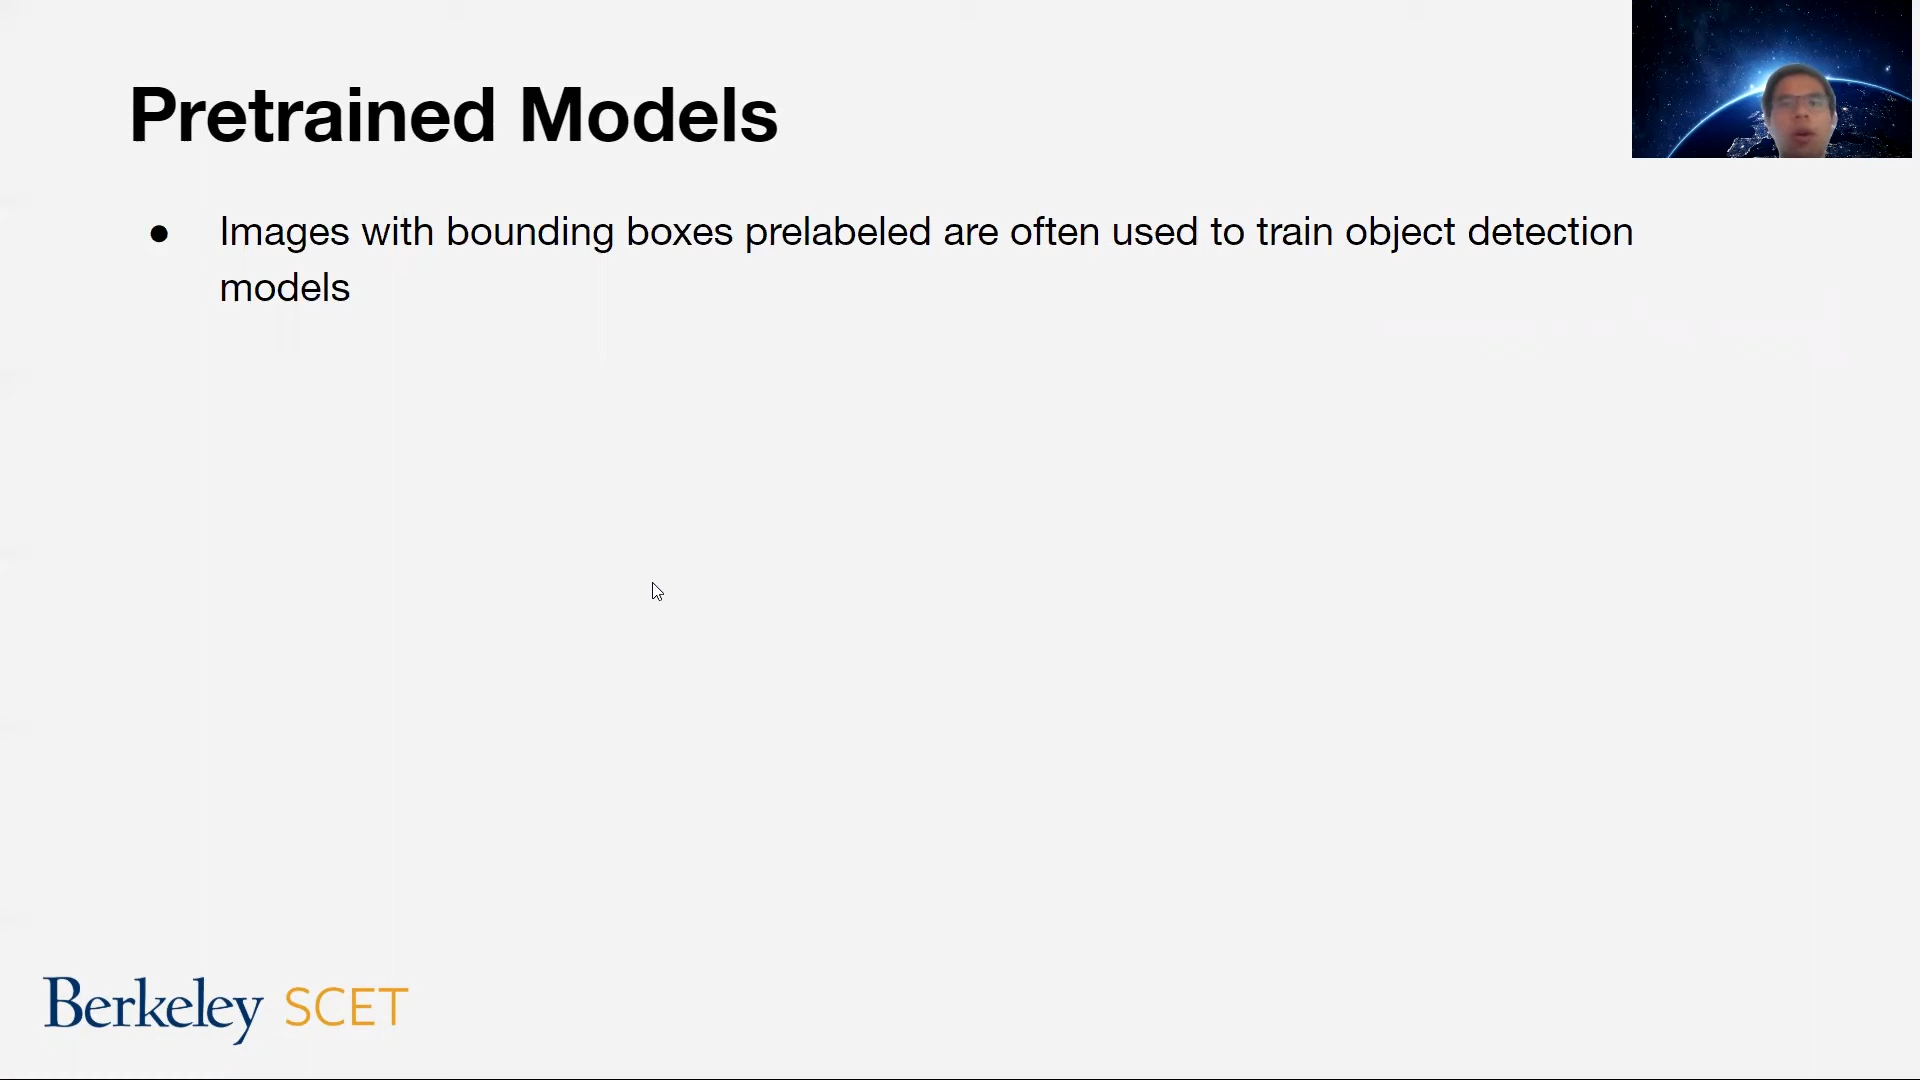 Pretrained Models
● Images with bounding boxes prelabeled are often used to train object detection
models
Berkeley SCET